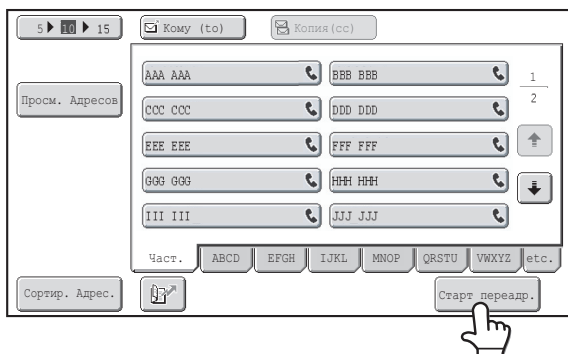 5 10 15 Кому (to) Копия(cc)
AAA AAA BBB BBB 1
Просм. Адресов CCC CCC DDD DDD 2
EEE EEE FFF FFF
GGG GGG HHH HHH
III III JJJ JJJ
Част. ABCD EFGH IJKL MNOP QRSTU VWXYZ etc.
Сортир. Адрес. Старт переадр.